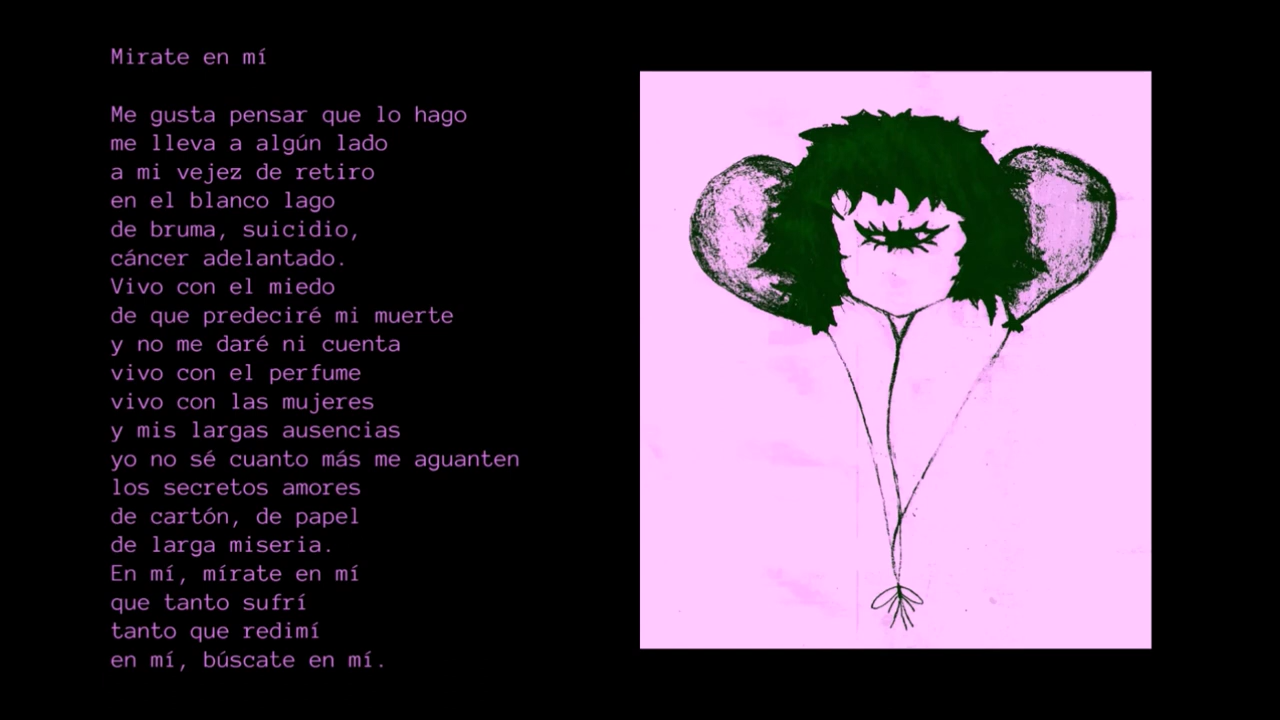 Mirate en mí
Me gusta pensar que lo hago
me lleva a algún lado
a mi vejez de retiro
en el blanco lago
de bruma, suicidio,
cáncer adelantado.
Vivo con el miedo
de que predeciré mi muerte
y no me daré ni cuenta
vivo con el perfume
vivo con las mujeres
y mis largas ausencias
yo no sé cuanto más me aguanten
los secretos amores
de cartón, de papel
de larga miseria.
En mí, mírate en mí
que tanto sufrí
tanto que redimí
en mí, búscate en mí.